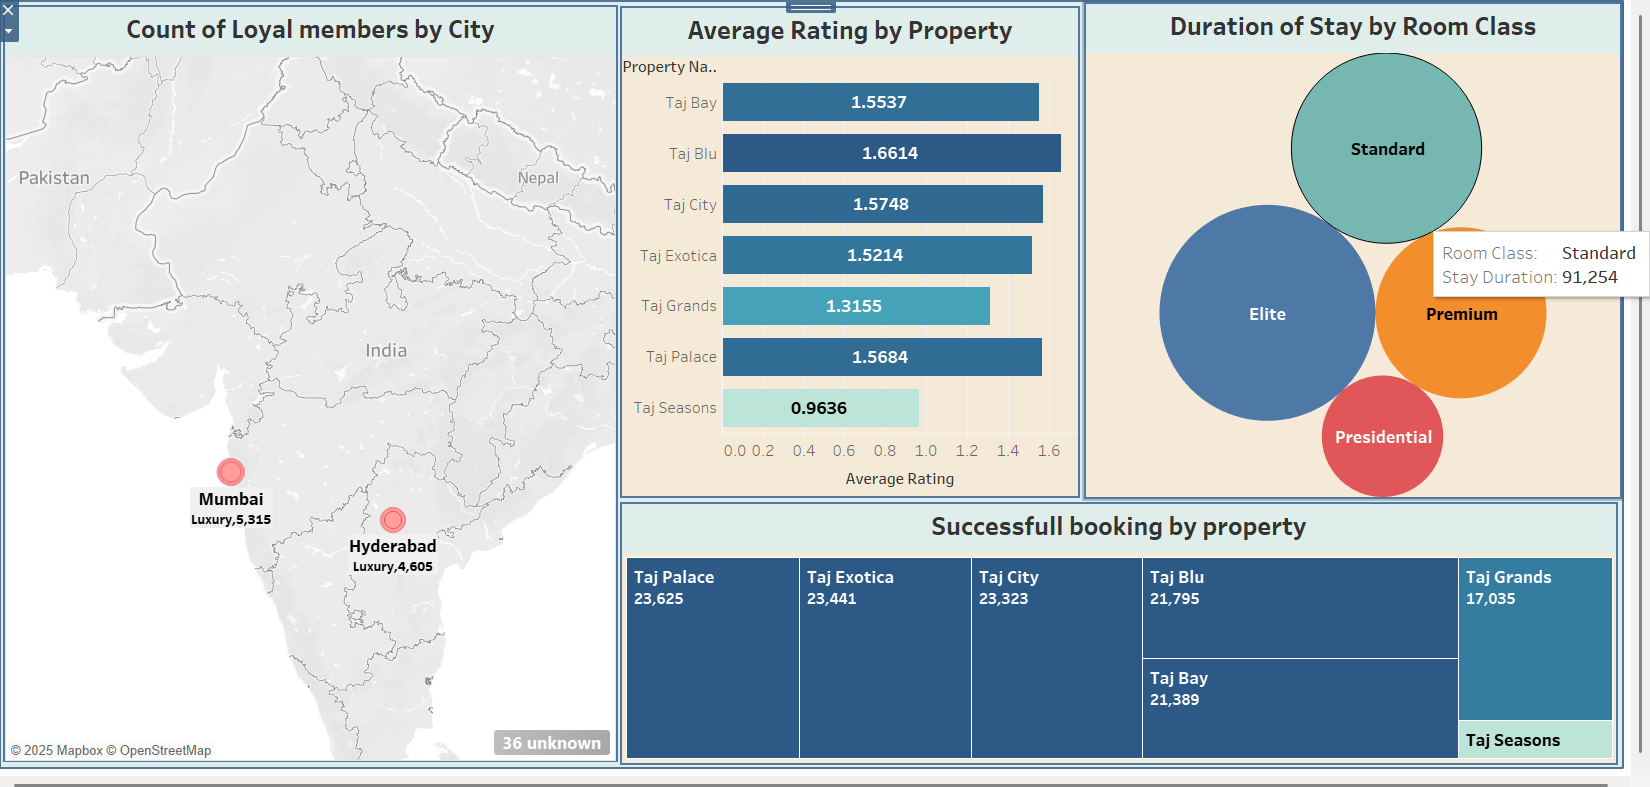 Count of Loyal members by City
Pakistan
Nepal
India
Mumbai
Luxury,5,315
Hyderabad
Luxury,4,605
© 2025 Mapbox © OpenStreetMap
36 unknown
Average Rating by Property
Property Na..
Taj Bay
1.5537
Taj Blu
1.6614
Taj City
1.5748
Taj Exotica
1.5214
Taj Grands
1.3155
Taj Palace
1.5684
Taj Seasons
0.9636
0.0 0.2 0.4 0.6 0.8 1.0 1.2 1.4 1.6
Average Rating
Duration of Stay by Room Class
Standard
Elite
Premium
Presidential
Room Class: Standard
Stay Duration: 91,254
Successfull booking by property
Taj Palace
23,625
Taj Exotica
23,441
Taj City
23,323
Taj Blu
21,795
Taj Bay
21,389
Taj Grands
17,035
Taj Seasons